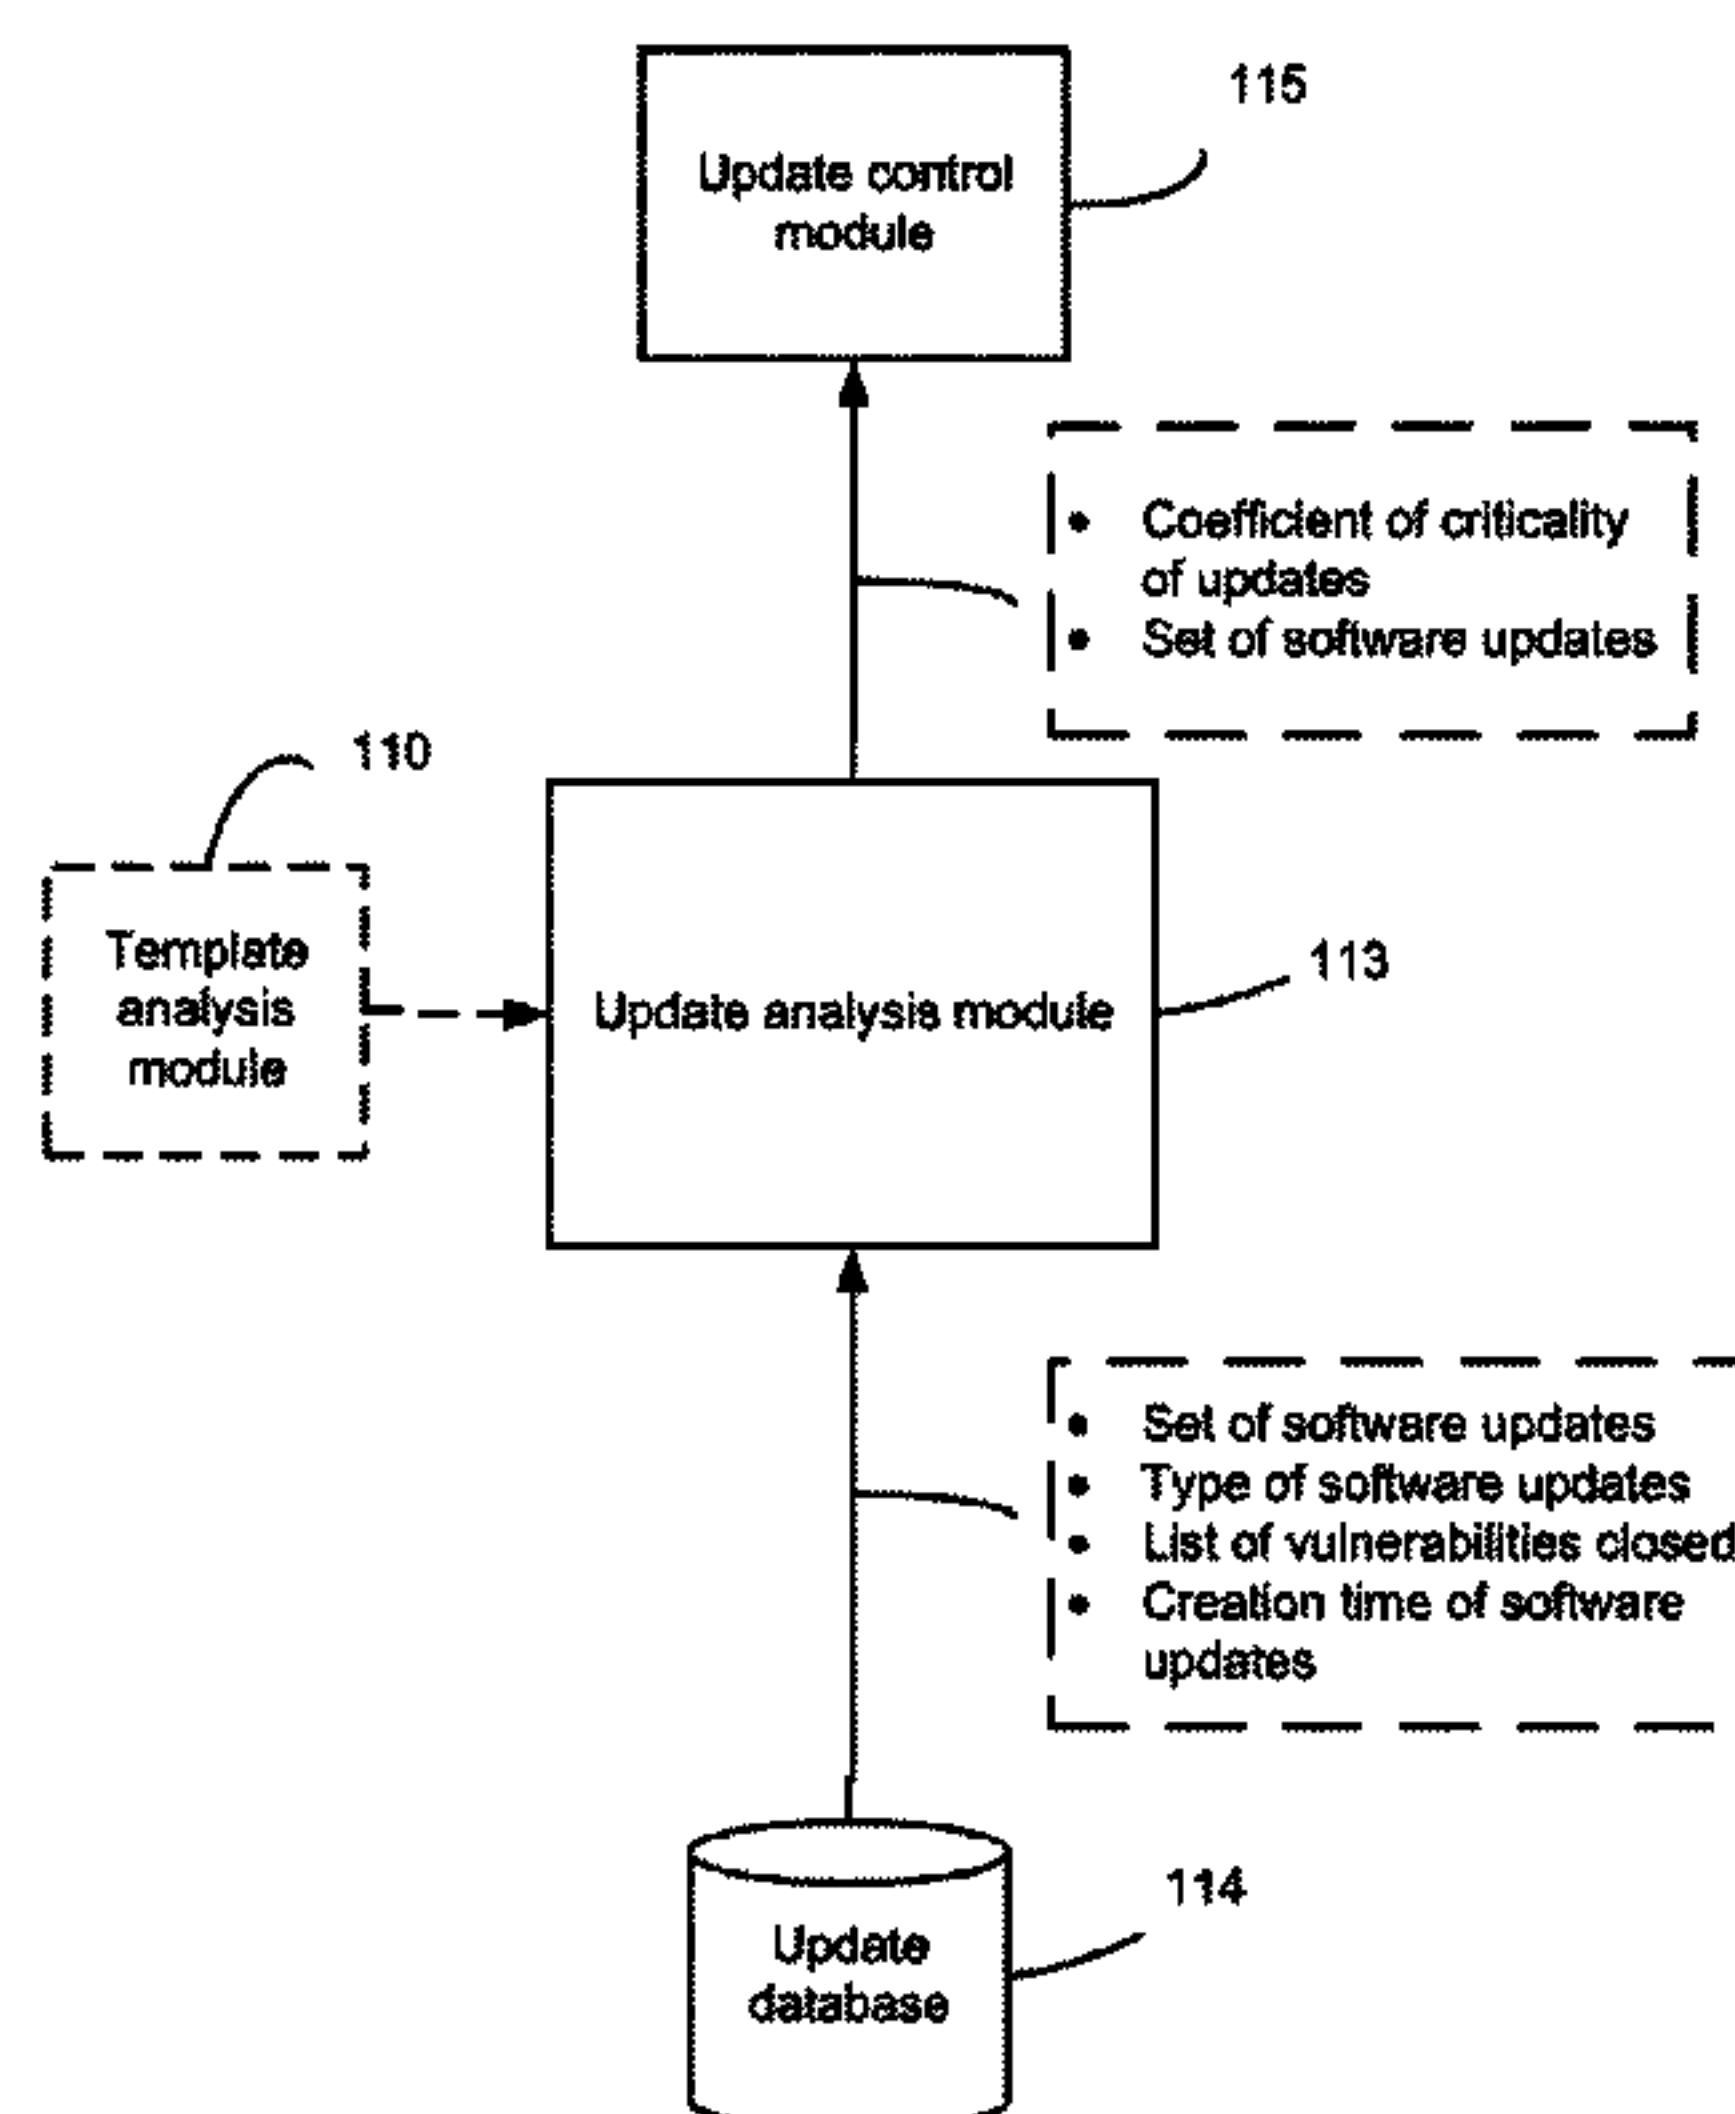 115
Update control
module
• Coefficient of criticality
of updates
• Set of software updates
110
Template
analysis
module
Update analysis module
113
• Set of software updates
• Type of software updates
• List of vulnerabilities closed
• Creation time of software
updates
114
Update
database